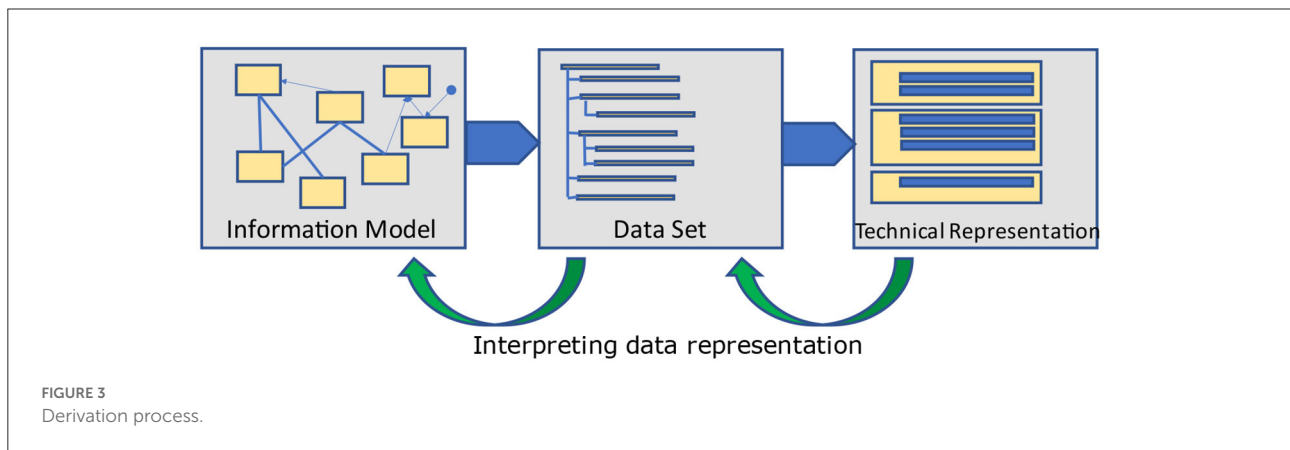 Information Model
Data Set
Technical Representation
Interpreting data representation
FIGURE 3
Derivation process.